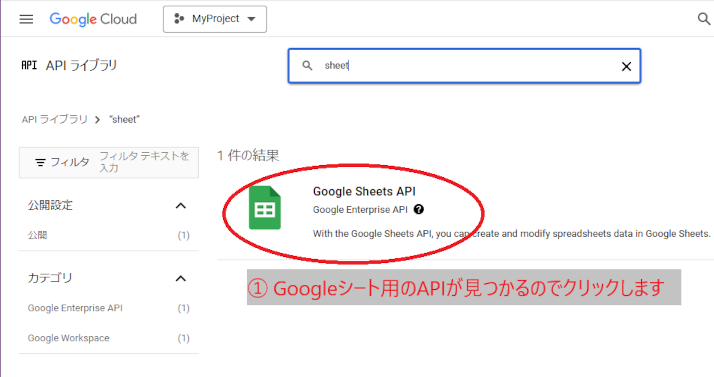 Google Cloud
MyProject
API API ライブラリ
sheet
API ライブラリ > "sheet"
フィルタ フィルタ テキストを入力
1 件の結果
Google Sheets API
Google Enterprise API
With the Google Sheets API, you can create and modify spreadsheets data in Google Sheets.
公開設定
公開 (1)
カテゴリ
Google Enterprise API (1)
Google Workspace (1)
① Googleシート用のAPIが見つかるのでクリックします